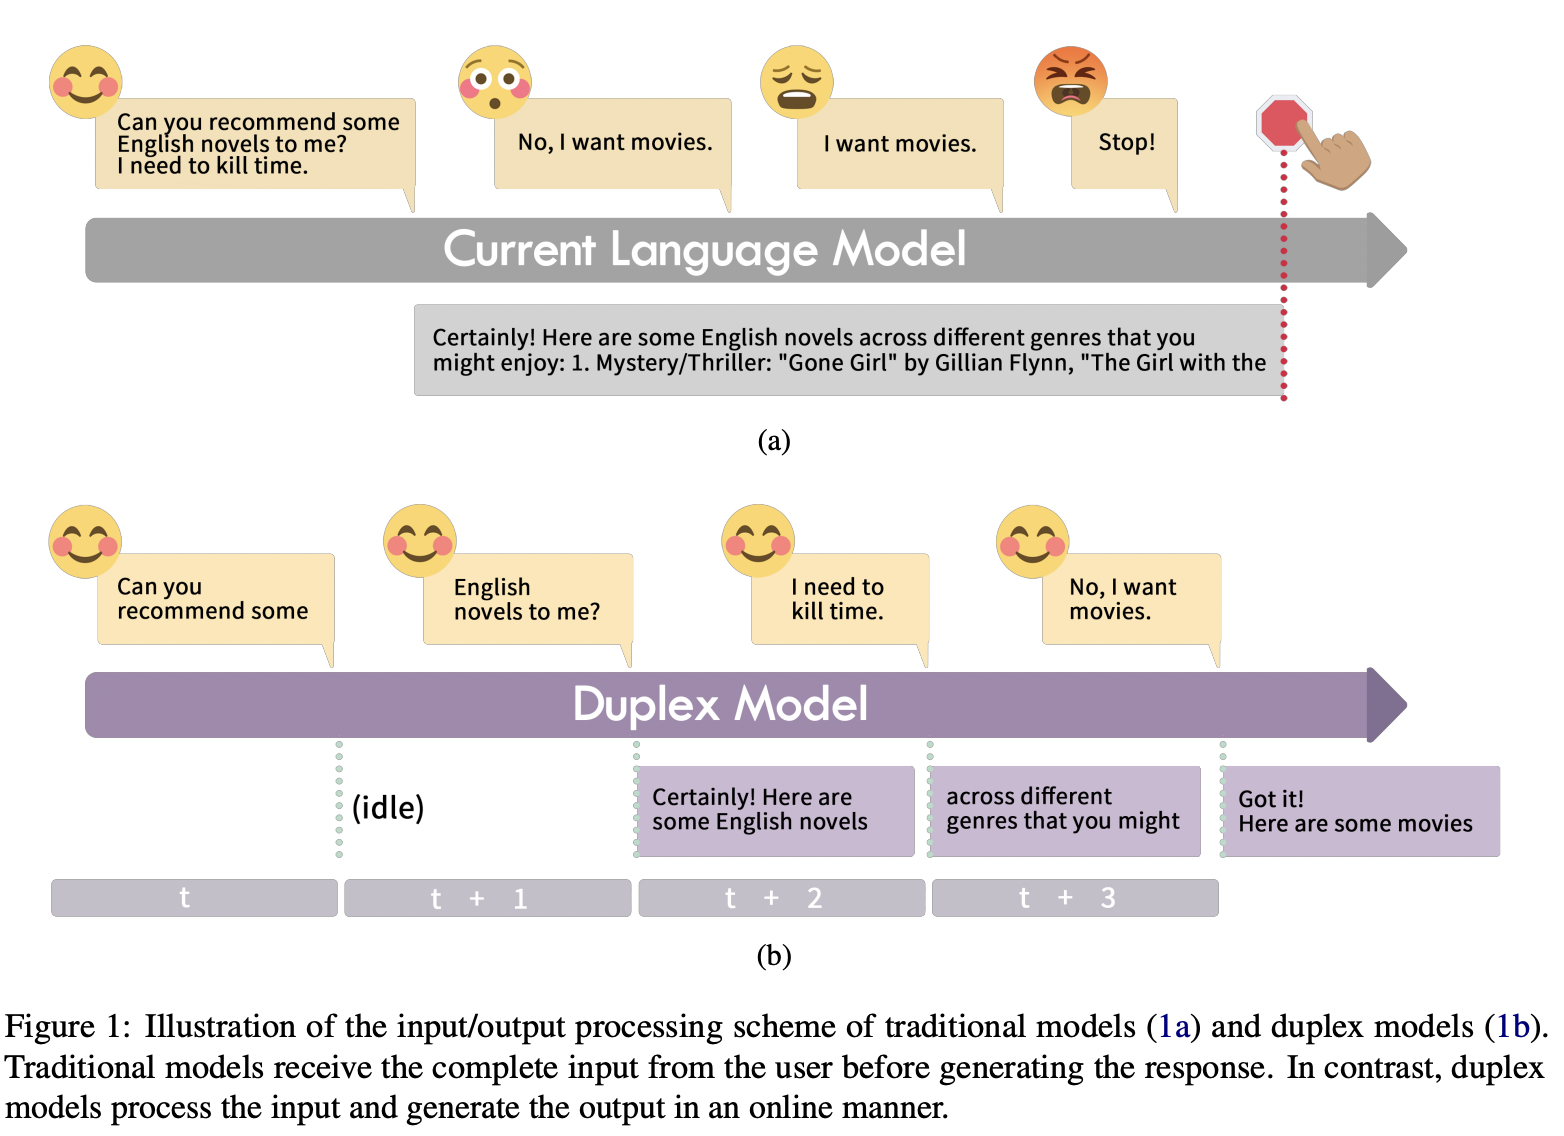 Can you recommend some
English novels to me?
I need to kill time.
No, I want movies.
I want movies.
Stop!
Current Language Model
Certainly! Here are some English novels across different genres that you
might enjoy: 1. Mystery/Thriller: "Gone Girl" by Gillian Flynn, "The Girl with the
(a)
Can you
recommend some
English
novels to me?
I need to
kill time.
No, I want
movies.
Duplex Model
(idle)
Certainly! Here are
some English novels
across different
genres that you might
Got it!
Here are some movies
t
t + 1
t + 2
t + 3
(b)
Figure 1: Illustration of the input/output processing scheme of traditional models (1a) and duplex models (1b).
Traditional models receive the complete input from the user before generating the response. In contrast, duplex
models process the input and generate the output in an online manner.